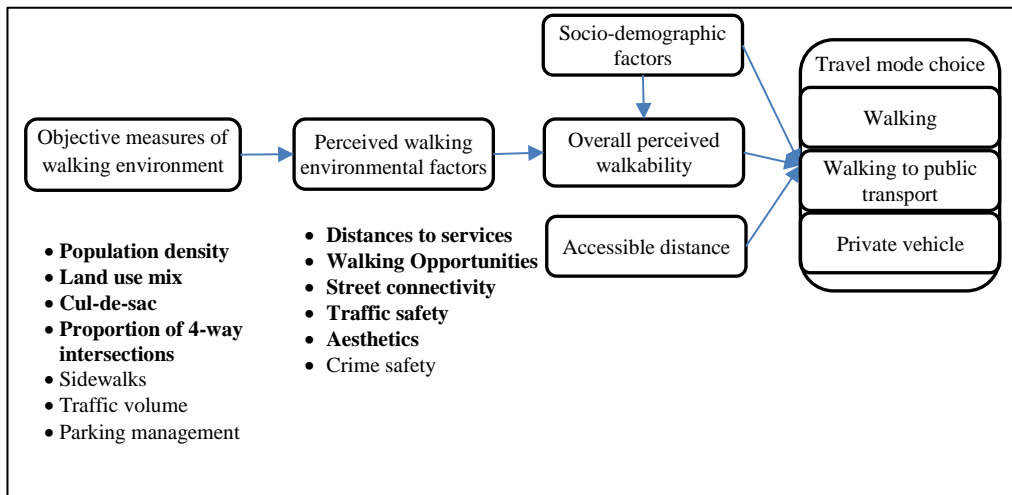 Socio-demographic
factors
Travel mode choice
Objective measures of
walking environment
Perceived walking
environmental factors
Overall perceived
walkability
Walking
Walking to public
transport
Accessible distance
Private vehicle
• Population density
• Land use mix
• Cul-de-sac
• Proportion of 4-way
intersections
• Sidewalks
• Traffic volume
• Parking management
• Distances to services
• Walking Opportunities
• Street connectivity
• Traffic safety
• Aesthetics
• Crime safety